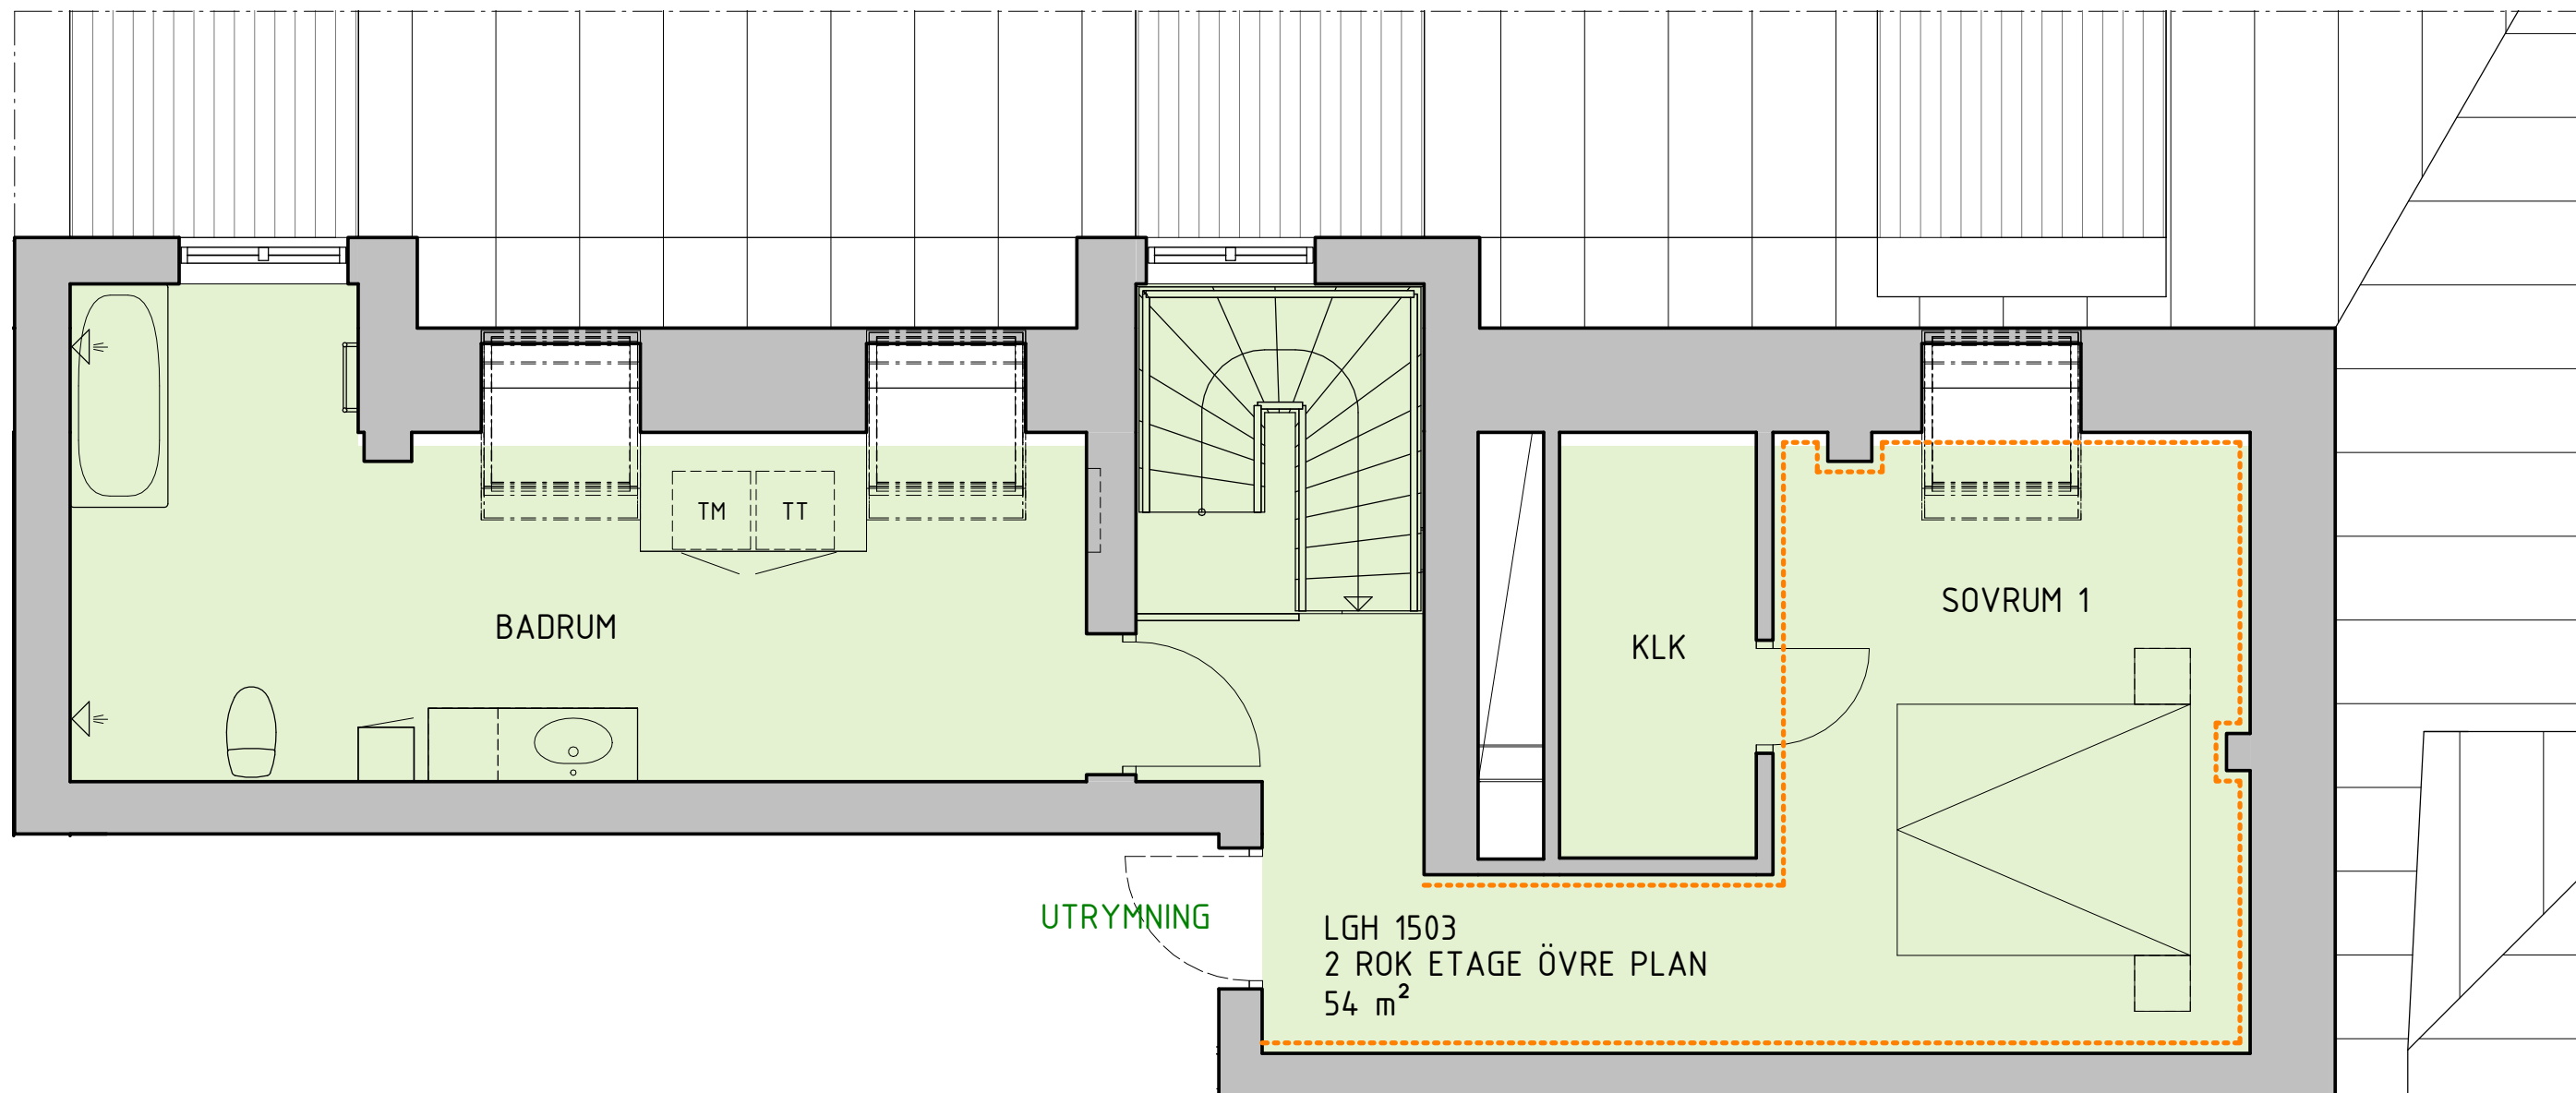 TM
TT
BADRUM
SOVRUM 1
KLK
UTRYMNING
LGH 1503
2 ROK ETAGE ÖVRE PLAN
54 m²